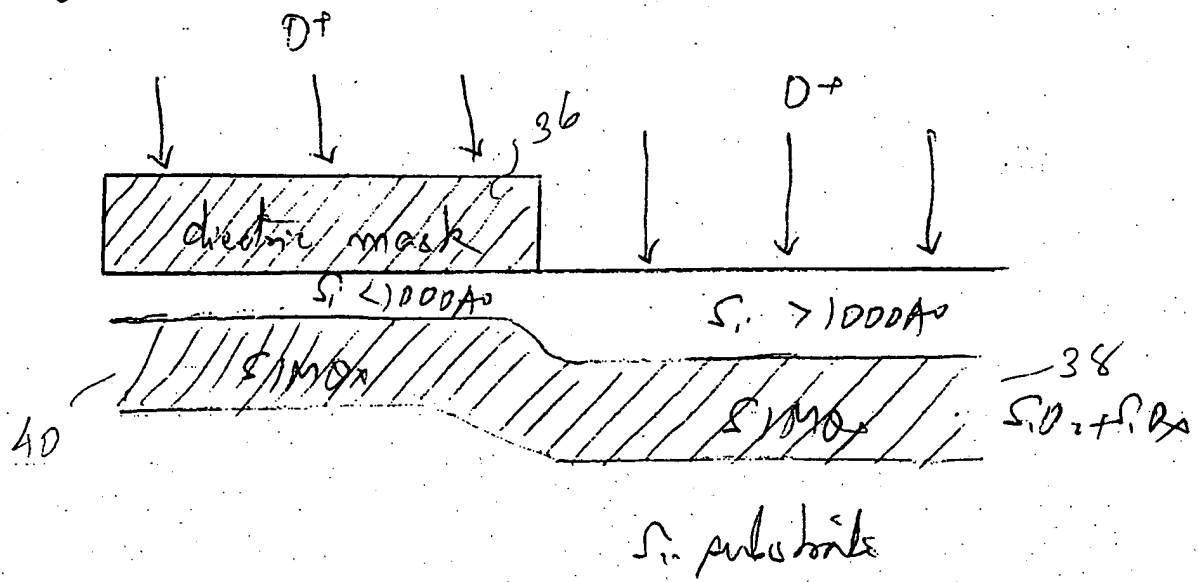 O+
O+
36
dielectric mask
Si <1000A°
Si >1000A°
SIMOx
38
SIMOx
SiO2+SiOx
40
Si substrate